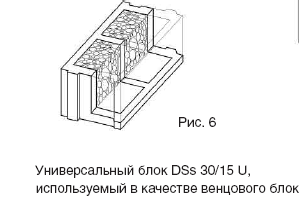 Рис. 6
Универсальный блок DSs 30/15 U,
используемый в качестве венцового блок